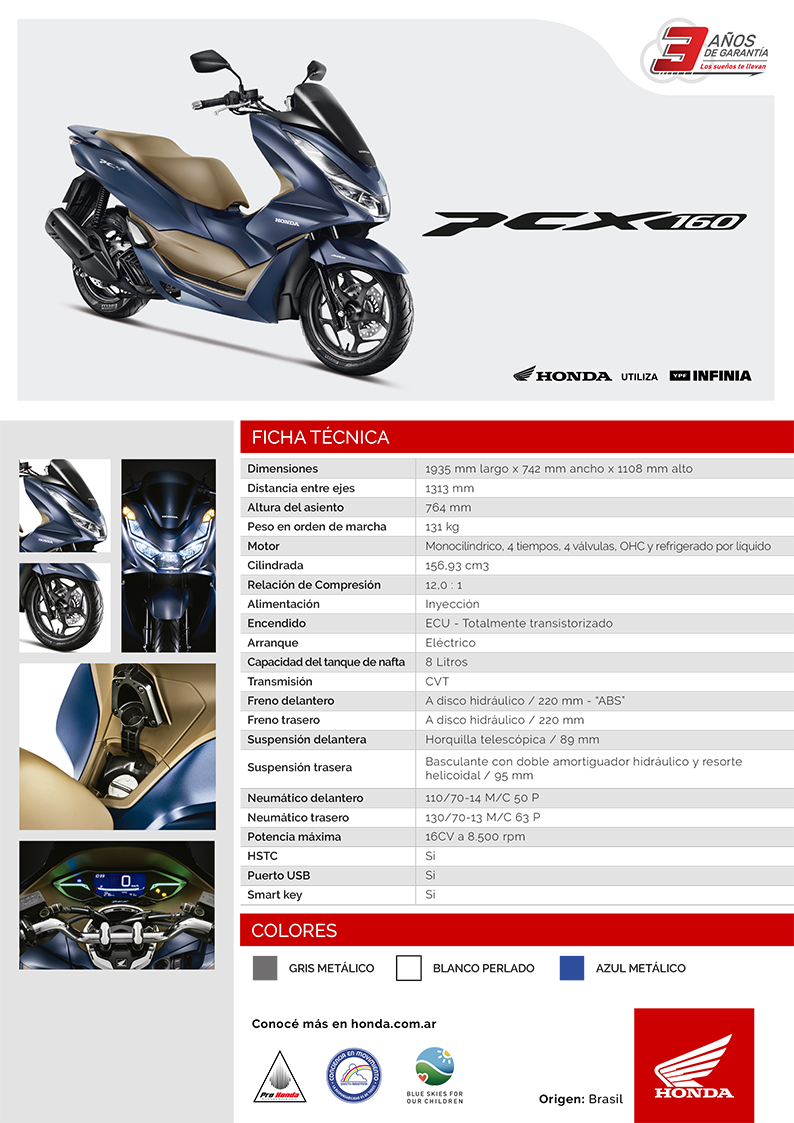 3 AÑOS
DE GARANTÍA
Los sueños te llevan
PCX
HONDA
PCX160
HONDA UTILIZA YPF INFINIA
FICHA TÉCNICA
Dimensiones 1935 mm largo x 742 mm ancho x 1108 mm alto
Distancia entre ejes 1313 mm
Altura del asiento 764 mm
Peso en orden de marcha 131 kg
Motor Monocilíndrico, 4 tiempos, 4 válvulas, OHC y refrigerado por líquido
Cilindrada 156,93 cm3
Relación de Compresión 12,0 : 1
Alimentación Inyección
Encendido ECU - Totalmente transistorizado
Arranque Eléctrico
Capacidad del tanque de nafta 8 Litros
Transmisión CVT
Freno delantero A disco hidráulico / 220 mm - “ABS”
Freno trasero A disco hidráulico / 220 mm
Suspensión delantera Horquilla telescópica / 89 mm
Suspensión trasera Basculante con doble amortiguador hidráulico y resorte
helicoidal / 95 mm
Neumático delantero 110/70-14 M/C 50 P
Neumático trasero 130/70-13 M/C 63 P
Potencia máxima 16CV a 8.500 rpm
HSTC Si
Puerto USB Si
Smart key Si
COLORES
GRIS METÁLICO BLANCO PERLADO AZUL METÁLICO
Conocé más en honda.com.ar
Pro Honda
CONCIENCIA EN MOVIMIENTO
BLUE SKIES FOR
OUR CHILDREN
Origen: Brasil
HONDA